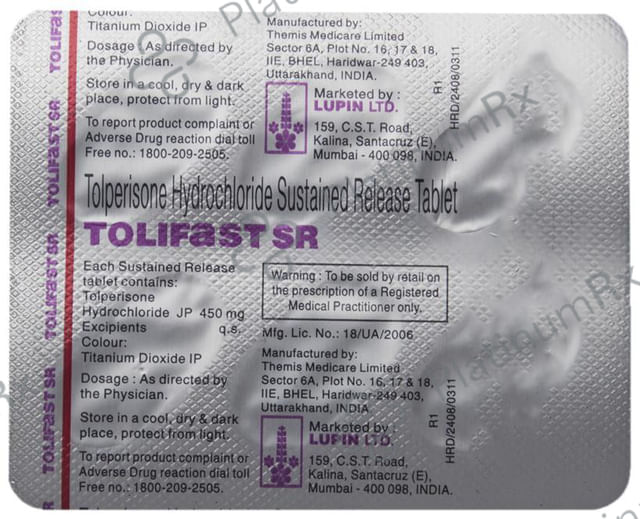 Colour:
Titanium Dioxide IP
Dosage : As directed by
the Physician.
Store in a cool, dry & dark
place, protect from light.
To report product complaint or
Adverse Drug reaction dial toll
Free no.: 1800-209-2505.
Manufactured by:
Themis Medicare Limited
Sector 6A, Plot No. 16, 17 & 18,
IIE, BHEL, Haridwar-249 403,
Uttarakhand, INDIA.
Marketed by :
LUPIN LTD.
159, C.S.T. Road,
Kalina, Santacruz (E),
Mumbai - 400 098, INDIA.
R1
HRD/2408/0311
Tolperisone Hydrochloride Sustained Release Tablet
TOLIFaST SR
Each Sustained Release
tablet contains:
Tolperisone
Hydrochloride JP 450 mg
Excipients q.s.
Colour:
Titanium Dioxide IP
Dosage : As directed by
the Physician.
Store in a cool, dry & dark
place, protect from light.
To report product complaint or
Adverse Drug reaction dial toll
Free no.: 1800-209-2505.
Warning : To be sold by retail on
the prescription of a Registered
Medical Practitioner only.
Mfg. Lic. No.: 18/UA/2006
Manufactured by:
Themis Medicare Limited
Sector 6A, Plot No. 16, 17 & 18,
IIE, BHEL, Haridwar-249 403,
Uttarakhand, INDIA
Marketed by :
LUPIN LTD.
159, C.S.T. Road,
Kalina, Santacruz (E),
Mumbai - 400 098, INDIA.
R1
HRD/2408/0311
TOLIFaST SR
TOLIFaST SR
TOLIFaST SR
TOLIFaST SR
PlatinumRx
PlatinumRx